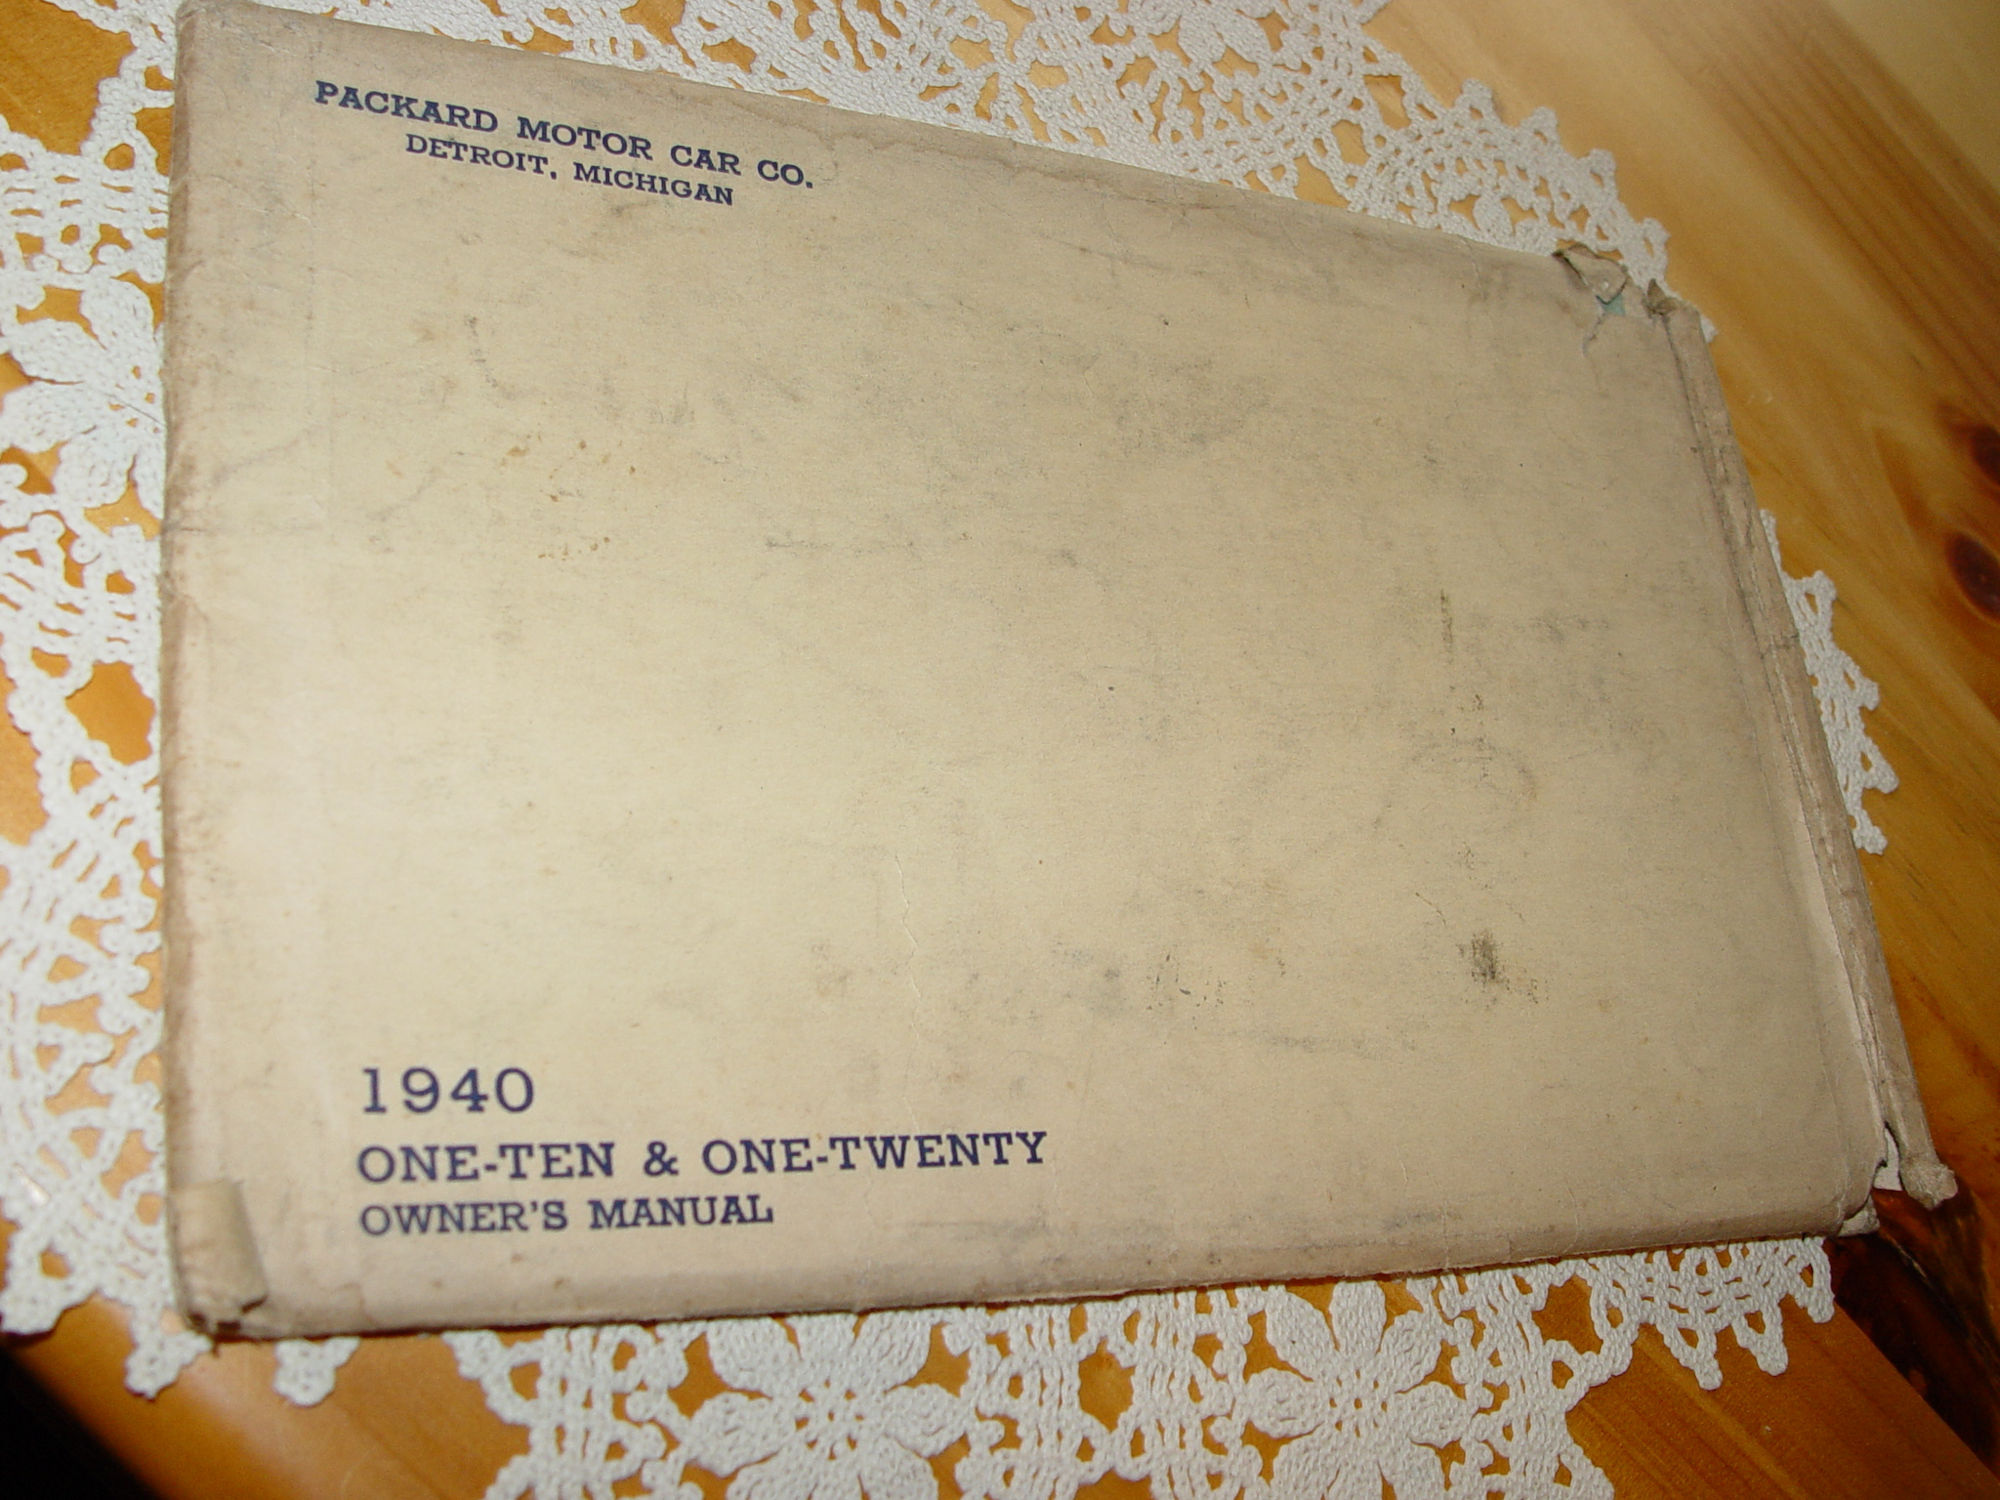 PACKARD MOTOR CAR CO.
DETROIT, MICHIGAN
1940
ONE-TEN & ONE-TWENTY
OWNER'S MANUAL